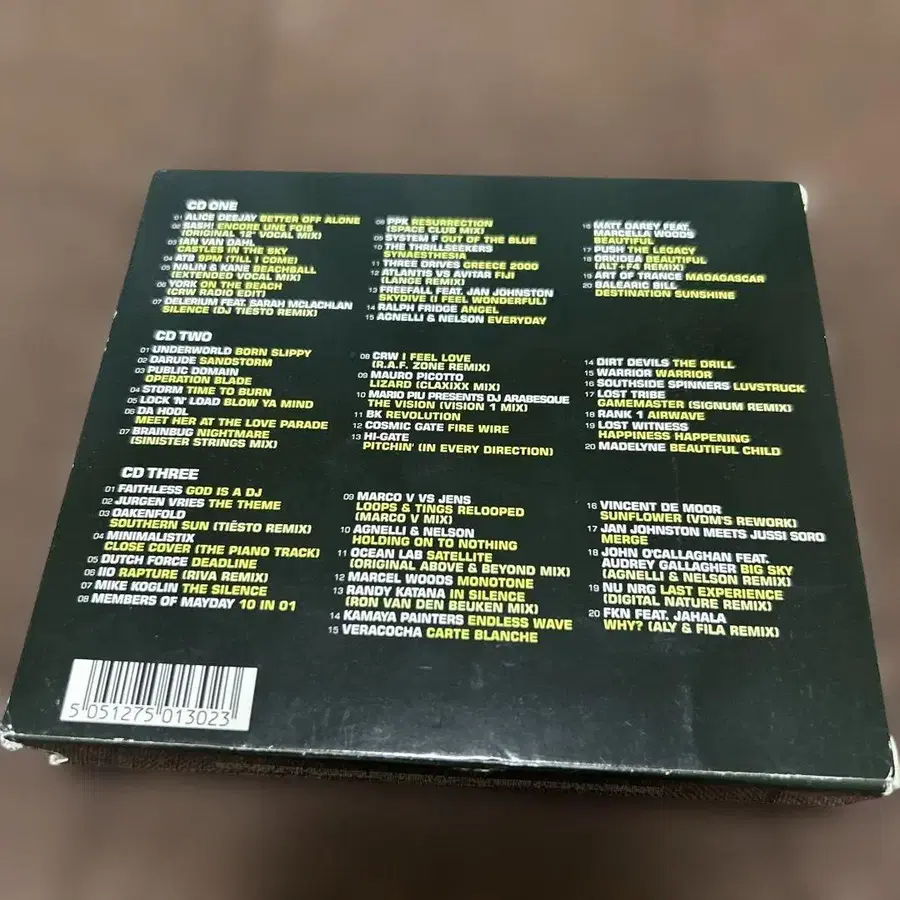 CD ONE
01 ALICE DEEJAY BETTER OFF ALONE
02 SASH! ENCORE UNE FOIS
(ORIGINAL 12" VOCAL MIX)
03 IAN VAN DAHL
CASTLES IN THE SKY
04 ATB 9PM (TILL I COME)
05 NALIN & KANE BEACHBALL
(EXTENDED VOCAL MIX)
06 YORK ON THE BEACH
(CRW RADIO EDIT)
07 DELERIUM FEAT. SARAH MCLACHLAN
SILENCE (DJ TIËSTO REMIX)
08 PPK RESURRECTION
(SPACE CLUB MIX)
09 SYSTEM F OUT OF THE BLUE
10 THE THRILLSEEKERS
SYNAESTHESIA
11 THREE DRIVES GREECE 2000
12 ATLANTIS VS AVITAR FIJI
(LANGE REMIX)
13 FREEFALL FEAT. JAN JOHNSTON
SKYDIVE (I FEEL WONDERFUL)
14 RALPH FRIDGE ANGEL
15 AGNELLI & NELSON EVERYDAY
16 MATT DAREY FEAT.
MARCELLA WOODS
BEAUTIFUL
17 PUSH THE LEGACY
18 ORKIDEA BEAUTIFUL
(ALT+F4 REMIX)
19 ART OF TRANCE MADAGASCAR
20 BALEARIC BILL
DESTINATION SUNSHINE
CD TWO
01 UNDERWORLD BORN SLIPPY
02 DARUDE SANDSTORM
03 PUBLIC DOMAIN
OPERATION BLADE
04 STORM TIME TO BURN
05 LOCK 'N' LOAD BLOW YA MIND
06 DA HOOL
MEET HER AT THE LOVE PARADE
07 BRAINBUG NIGHTMARE
(SINISTER STRINGS MIX)
08 CRW I FEEL LOVE
(R.A.F. ZONE REMIX)
09 MAURO PICOTTO
LIZARD (CLAXIXX MIX)
10 MARIO PIU PRESENTS DJ ARABESQUE
THE VISION (VISION 1 MIX)
11 BK REVOLUTION
12 COSMIC GATE FIRE WIRE
13 HI-GATE
PITCHIN' (IN EVERY DIRECTION)
14 DIRT DEVILS THE DRILL
15 WARRIOR WARRIOR
16 SOUTHSIDE SPINNERS LUVSTRUCK
17 LOST TRIBE
GAMEMASTER (SIGNUM REMIX)
18 RANK 1 AIRWAVE
19 LOST WITNESS
HAPPINESS HAPPENING
20 MADELYNE BEAUTIFUL CHILD
CD THREE
01 FAITHLESS GOD IS A DJ
02 JURGEN VRIES THE THEME
03 OAKENFOLD
SOUTHERN SUN (TIËSTO REMIX)
04 MINIMALISTIX
CLOSE COVER (THE PIANO TRACK)
05 DUTCH FORCE DEADLINE
06 IIO RAPTURE (RIVA REMIX)
07 MIKE KOGLIN THE SILENCE
08 MEMBERS OF MAYDAY 10 IN 01
09 MARCO V VS JENS
LOOPS & TINGS RELOOPED
(MARCO V MIX)
10 AGNELLI & NELSON
HOLDING ON TO NOTHING
11 OCEAN LAB SATELLITE
(ORIGINAL ABOVE & BEYOND MIX)
12 MARCEL WOODS MONOTONE
13 RANDY KATANA IN SILENCE
(RON VAN DEN BEUKEN MIX)
14 KAMAYA PAINTERS ENDLESS WAVE
15 VERACOCHA CARTE BLANCHE
16 VINCENT DE MOOR
SUNFLOWER (VDM'S REWORK)
17 JAN JOHNSTON MEETS JUSSI SORO
MERGE
18 JOHN O'CALLAGHAN FEAT.
AUDREY GALLAGHER BIG SKY
(AGNELLI & NELSON REMIX)
19 NU NRG LAST EXPERIENCE
(DIGITAL NATURE REMIX)
20 FKN FEAT. JAHALA
WHY? (ALY & FILA REMIX)
5 051275 013023